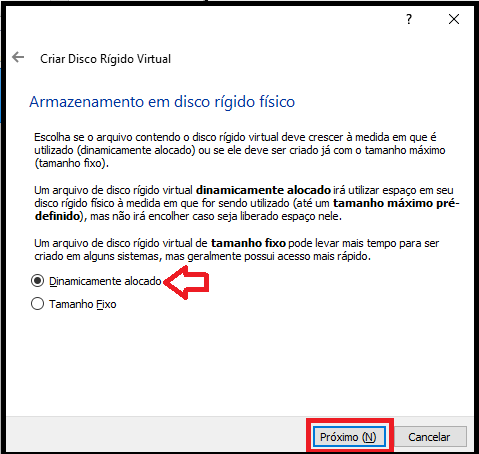 ?
Criar Disco Rígido Virtual
Armazenamento em disco rígido físico
Escolha se o arquivo contendo o disco rígido virtual deve crescer à medida em que é
utilizado (dinamicamente alocado) ou se ele deve ser criado já com o tamanho máximo
(tamanho fixo).
Um arquivo de disco rígido virtual dinamicamente alocado irá utilizar espaço em seu
disco rígido físico à medida em que for sendo utilizado (até um tamanho máximo pré-
definido), mas não irá encolher caso seja liberado espaço nele.
Um arquivo de disco rígido virtual de tamanho fixo pode levar mais tempo para ser
criado em alguns sistemas, mas geralmente possui acesso mais rápido.
Dinamicamente alocado
Tamanho Fixo
Próximo (N)
Cancelar